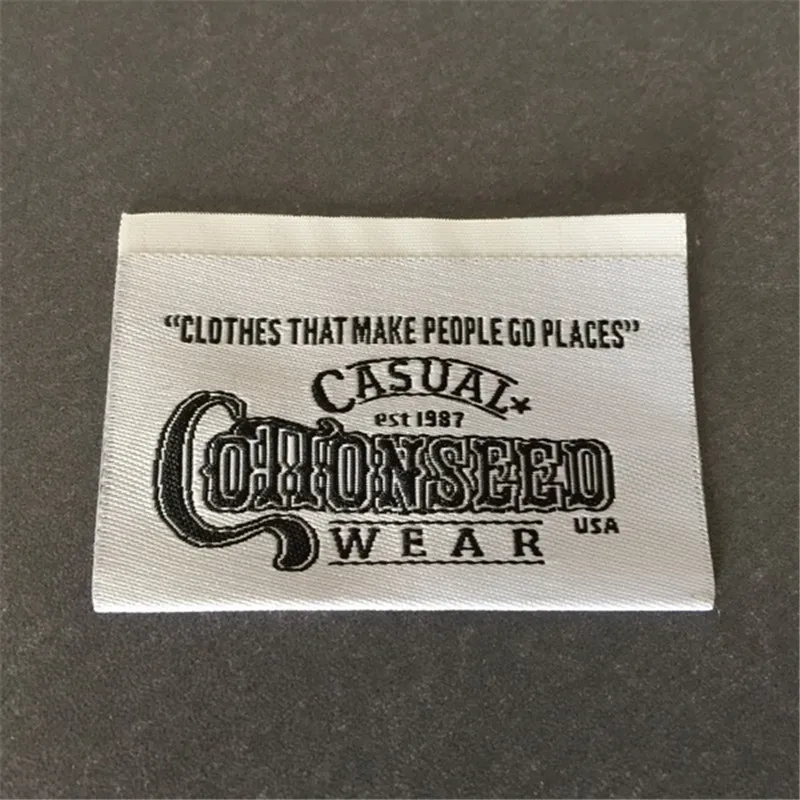 “CLOTHES THAT MAKE PEOPLE GO PLACES”
CASUAL
est 1987
COTTONSEED
WEAR
USA